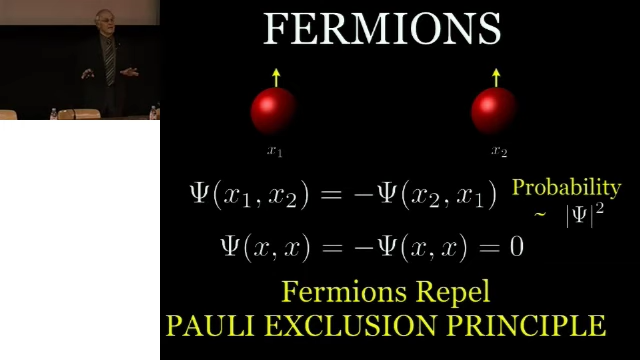 FERMIONS
x₁ x₂
Ψ(x₁, x₂) = −Ψ(x₂, x₁) Probability
~ |Ψ|²
Ψ(x, x) = −Ψ(x, x) = 0
Fermions Repel
PAULI EXCLUSION PRINCIPLE